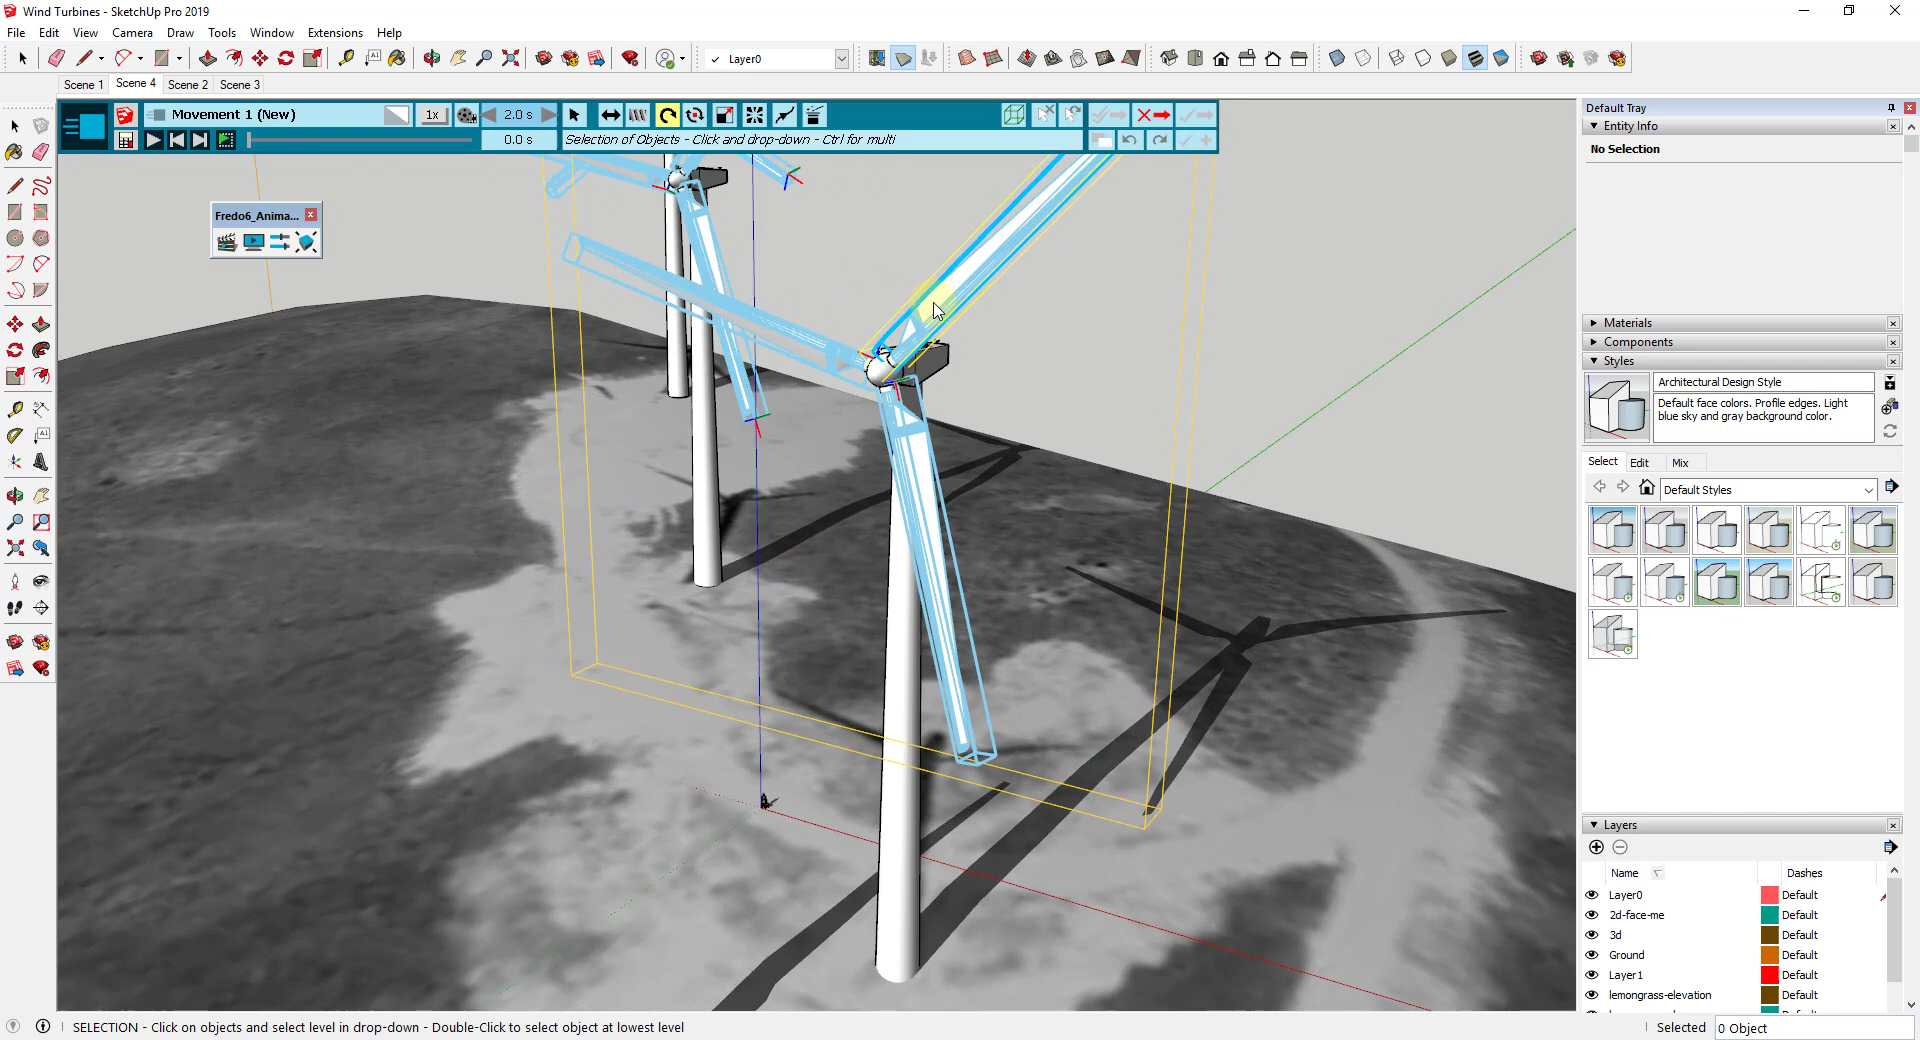 Wind Turbines - SketchUp Pro 2019
File Edit View Camera Draw Tools Window Extensions Help
Layer0
Scene 1 Scene 4 Scene 2 Scene 3
Movement 1 (New) 1x 2.0 s
0.0 s Selection of Objects - Click and drop-down - Ctrl for multi
Fredo6_Anima...
Default Tray
Entity Info
No Selection
Materials
Components
Styles
Architectural Design Style
Default face colors. Profile edges. Light
blue sky and gray background color.
Select Edit Mix
Default Styles
Layers
Name Dashes
Layer0 Default
2d-face-me Default
3d Default
Ground Default
Layer1 Default
lemongrass-elevation Default
SELECTION - Click on objects and select level in drop-down - Double-Click to select object at lowest level
Selected 0 Object